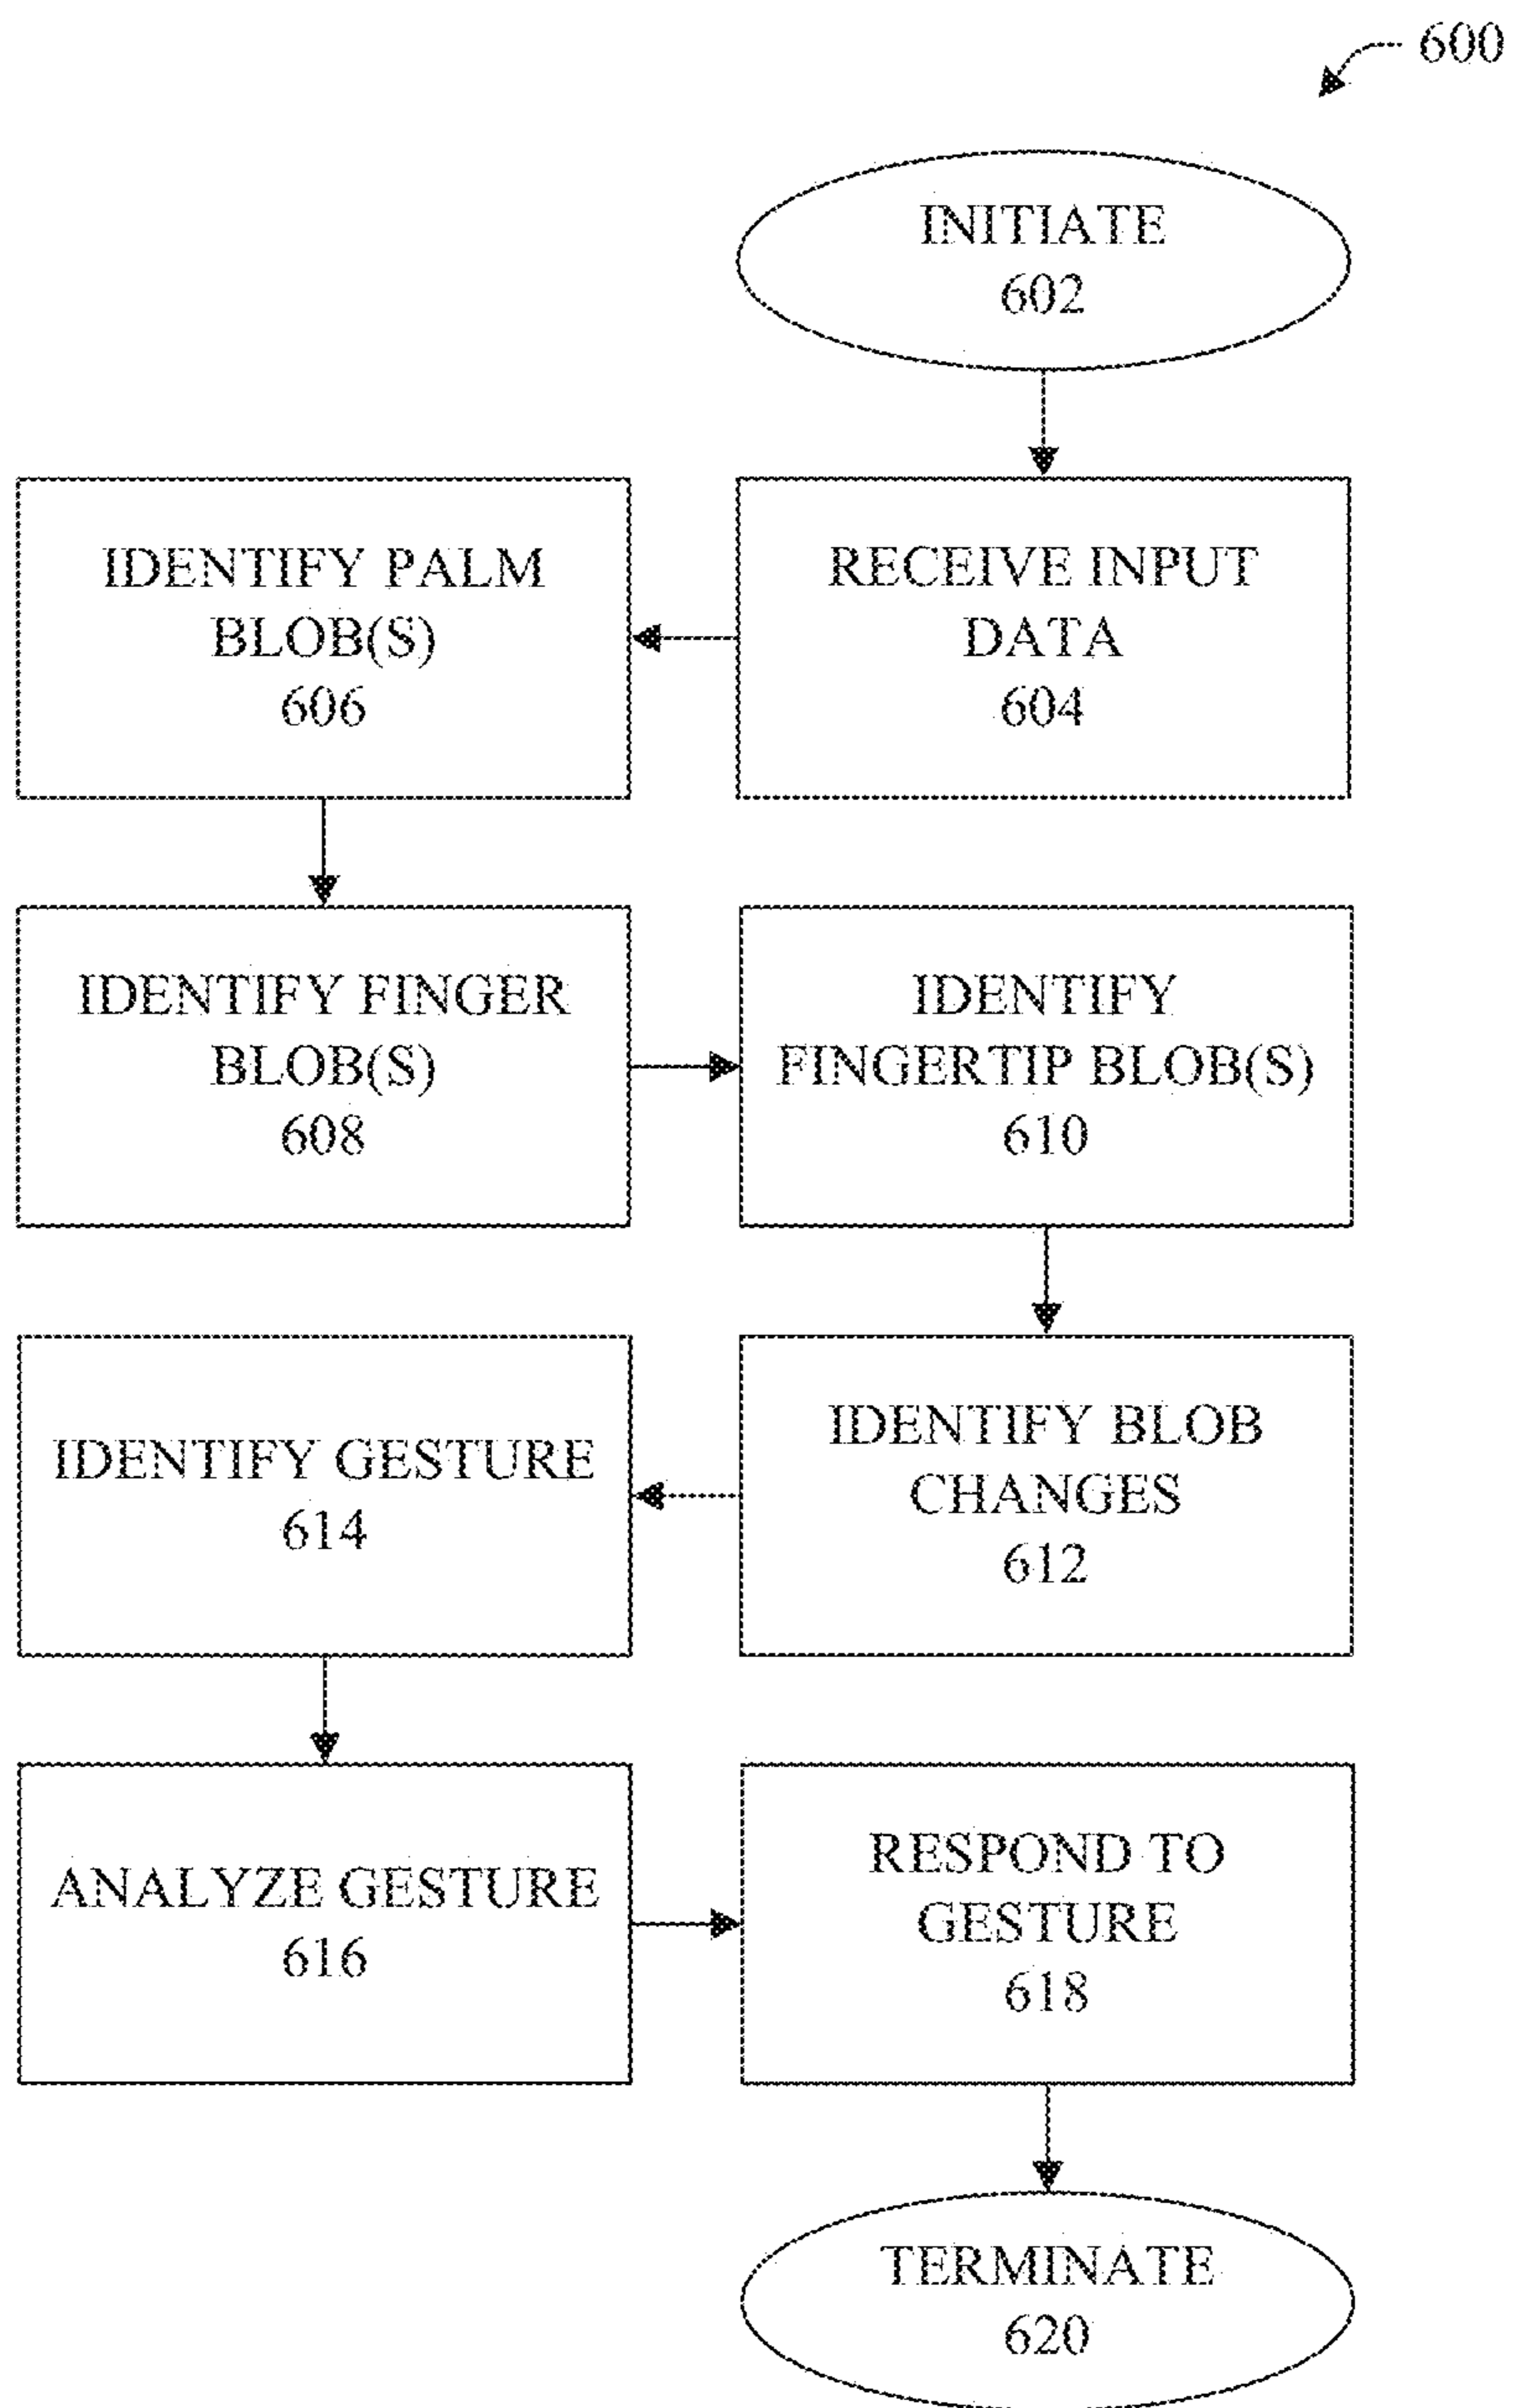 600
INITIATE
602
RECEIVE INPUT
DATA
604
IDENTIFY PALM
BLOB(S)
606
IDENTIFY FINGER
BLOB(S)
608
IDENTIFY
FINGERTIP BLOB(S)
610
IDENTIFY BLOB
CHANGES
612
IDENTIFY GESTURE
614
ANALYZE GESTURE
616
RESPOND TO
GESTURE
618
TERMINATE
620